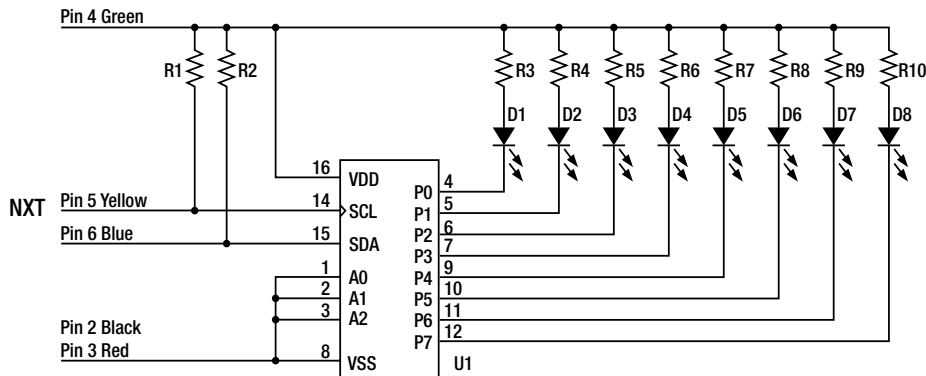 Pin 4 Green
R1 R2 R3 R4 R5 R6 R7 R8 R9 R10
D1 D2 D3 D4 D5 D6 D7 D8
16 VDD
P0 4
NXT
Pin 5 Yellow 14 SCL
P1 5
Pin 6 Blue 15 SDA
P2 6
P3 7
1 A0
P4 9
2 A1
P5 10
3 A2
P6 11
Pin 2 Black
P7 12
Pin 3 Red 8 VSS
U1